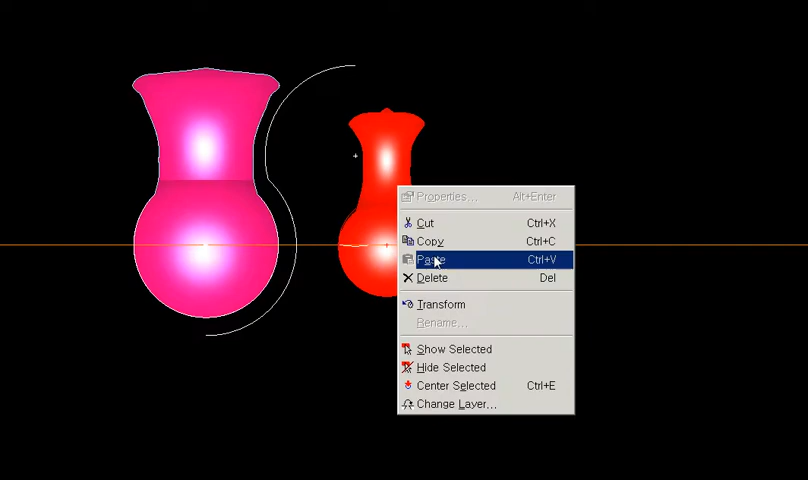 Properties... Alt+Enter
Cut Ctrl+X
Copy Ctrl+C
Paste Ctrl+V
Delete Del
Transform
Rename...
Show Selected
Hide Selected
Center Selected Ctrl+E
Change Layer...